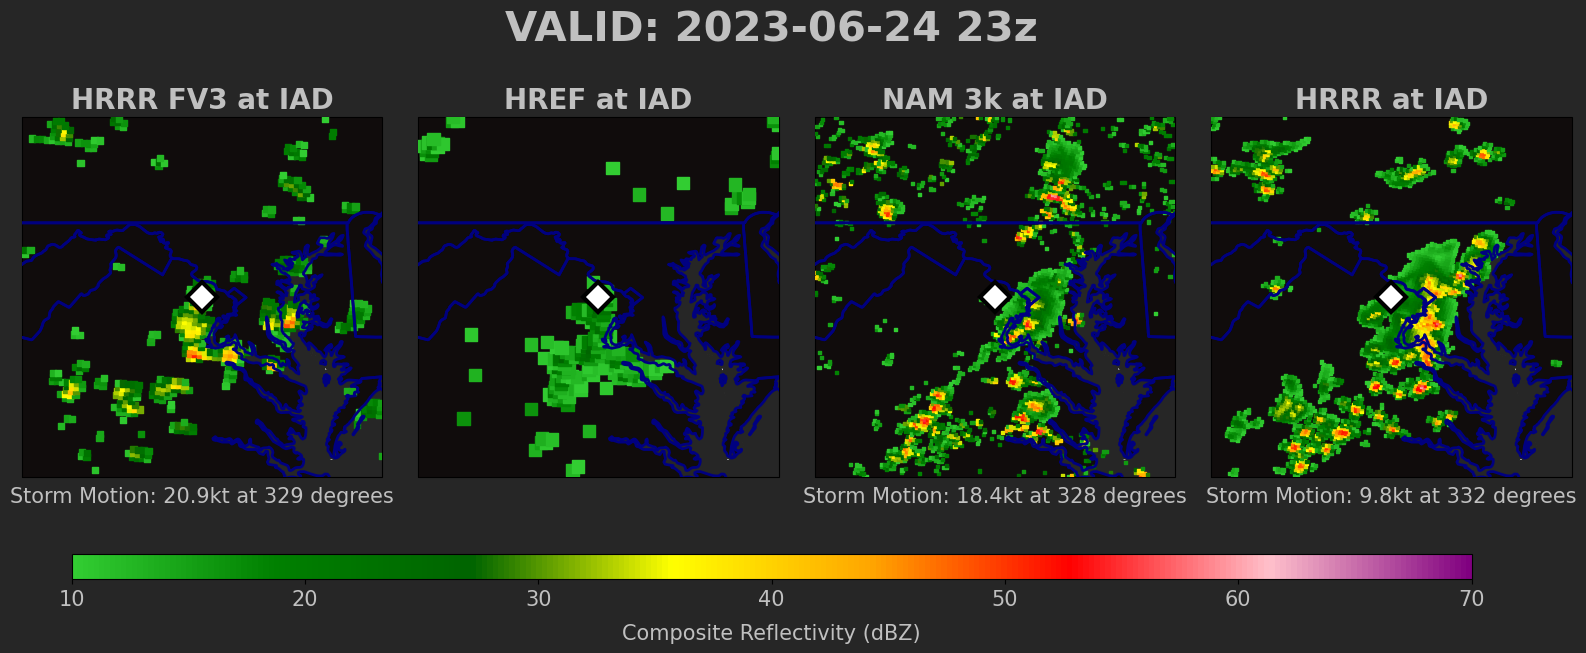 VALID: 2023-06-24 23z
HRRR FV3 at IAD
HREF at IAD
NAM 3k at IAD
HRRR at IAD
Storm Motion: 20.9kt at 329 degrees
Storm Motion: 18.4kt at 328 degrees
Storm Motion: 9.8kt at 332 degrees
10 20 30 40 50 60 70
Composite Reflectivity (dBZ)